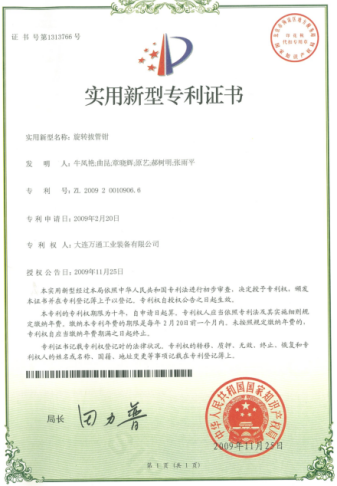 证 书 号第1313766号
实用新型专利证书
实用新型名称：旋转拔管钳
发 明 人：牛凤艳;曲昆;覃晓辉;派艺;郝树明;张雨平
专 利 号：ZL 2009 2 0010906.6
专利申请日：2009年2月20日
专 利 权 人：大连万通工业装备有限公司
授权公告日：2009年11月25日
本实用新型经过本局依照中华人民共和国专利法进行初步审查，决定授予专利权，颁发
本证书并在专利登记簿上予以登记。专利权自授权公告之日起生效。
本专利的专利权期限为十年，自申请日起算。专利权人应当依照专利法及其实施细则规
定缴纳年费。缴纳本专利年费的期限是每年2月20日前一个月内。未按照规定缴纳年费的，
专利权自应当缴纳年费期满之日起终止。
专利证书记载专利权登记时的法律状况。专利权的转移、质押、无效、终止、恢复和专
利权人的姓名或名称、国籍、地址变更等事项记载在专利登记簿上。
局长 田力普
中华人民共和国国家知识产权局
2009年11月25日
第 1 页 (共 1 页)